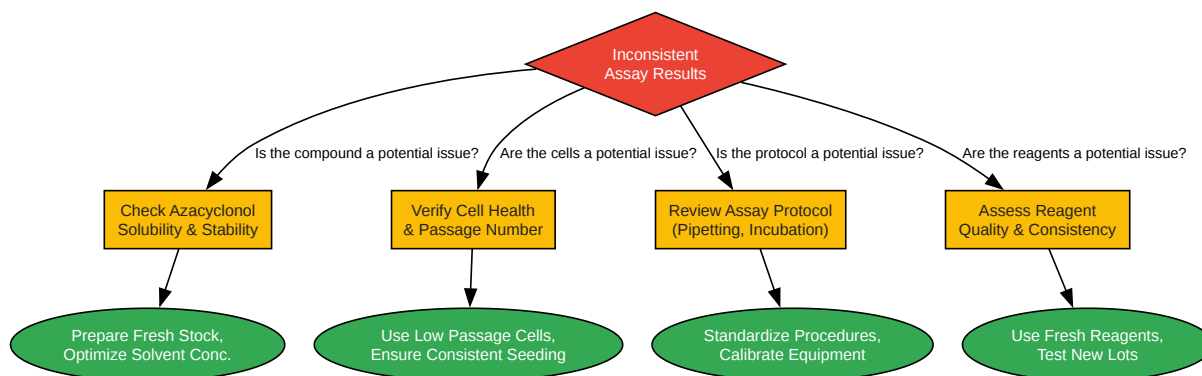 Inconsistent
Assay Results
Is the compound a potential issue?
Are the cells a potential issue?
Is the protocol a potential issue?
Are the reagents a potential issue?
Check Azacyclonol
Solubility & Stability
Verify Cell Health
& Passage Number
Review Assay Protocol
(Pipetting, Incubation)
Assess Reagent
Quality & Consistency
Prepare Fresh Stock,
Optimize Solvent Conc.
Use Low Passage Cells,
Ensure Consistent Seeding
Standardize Procedures,
Calibrate Equipment
Use Fresh Reagents,
Test New Lots